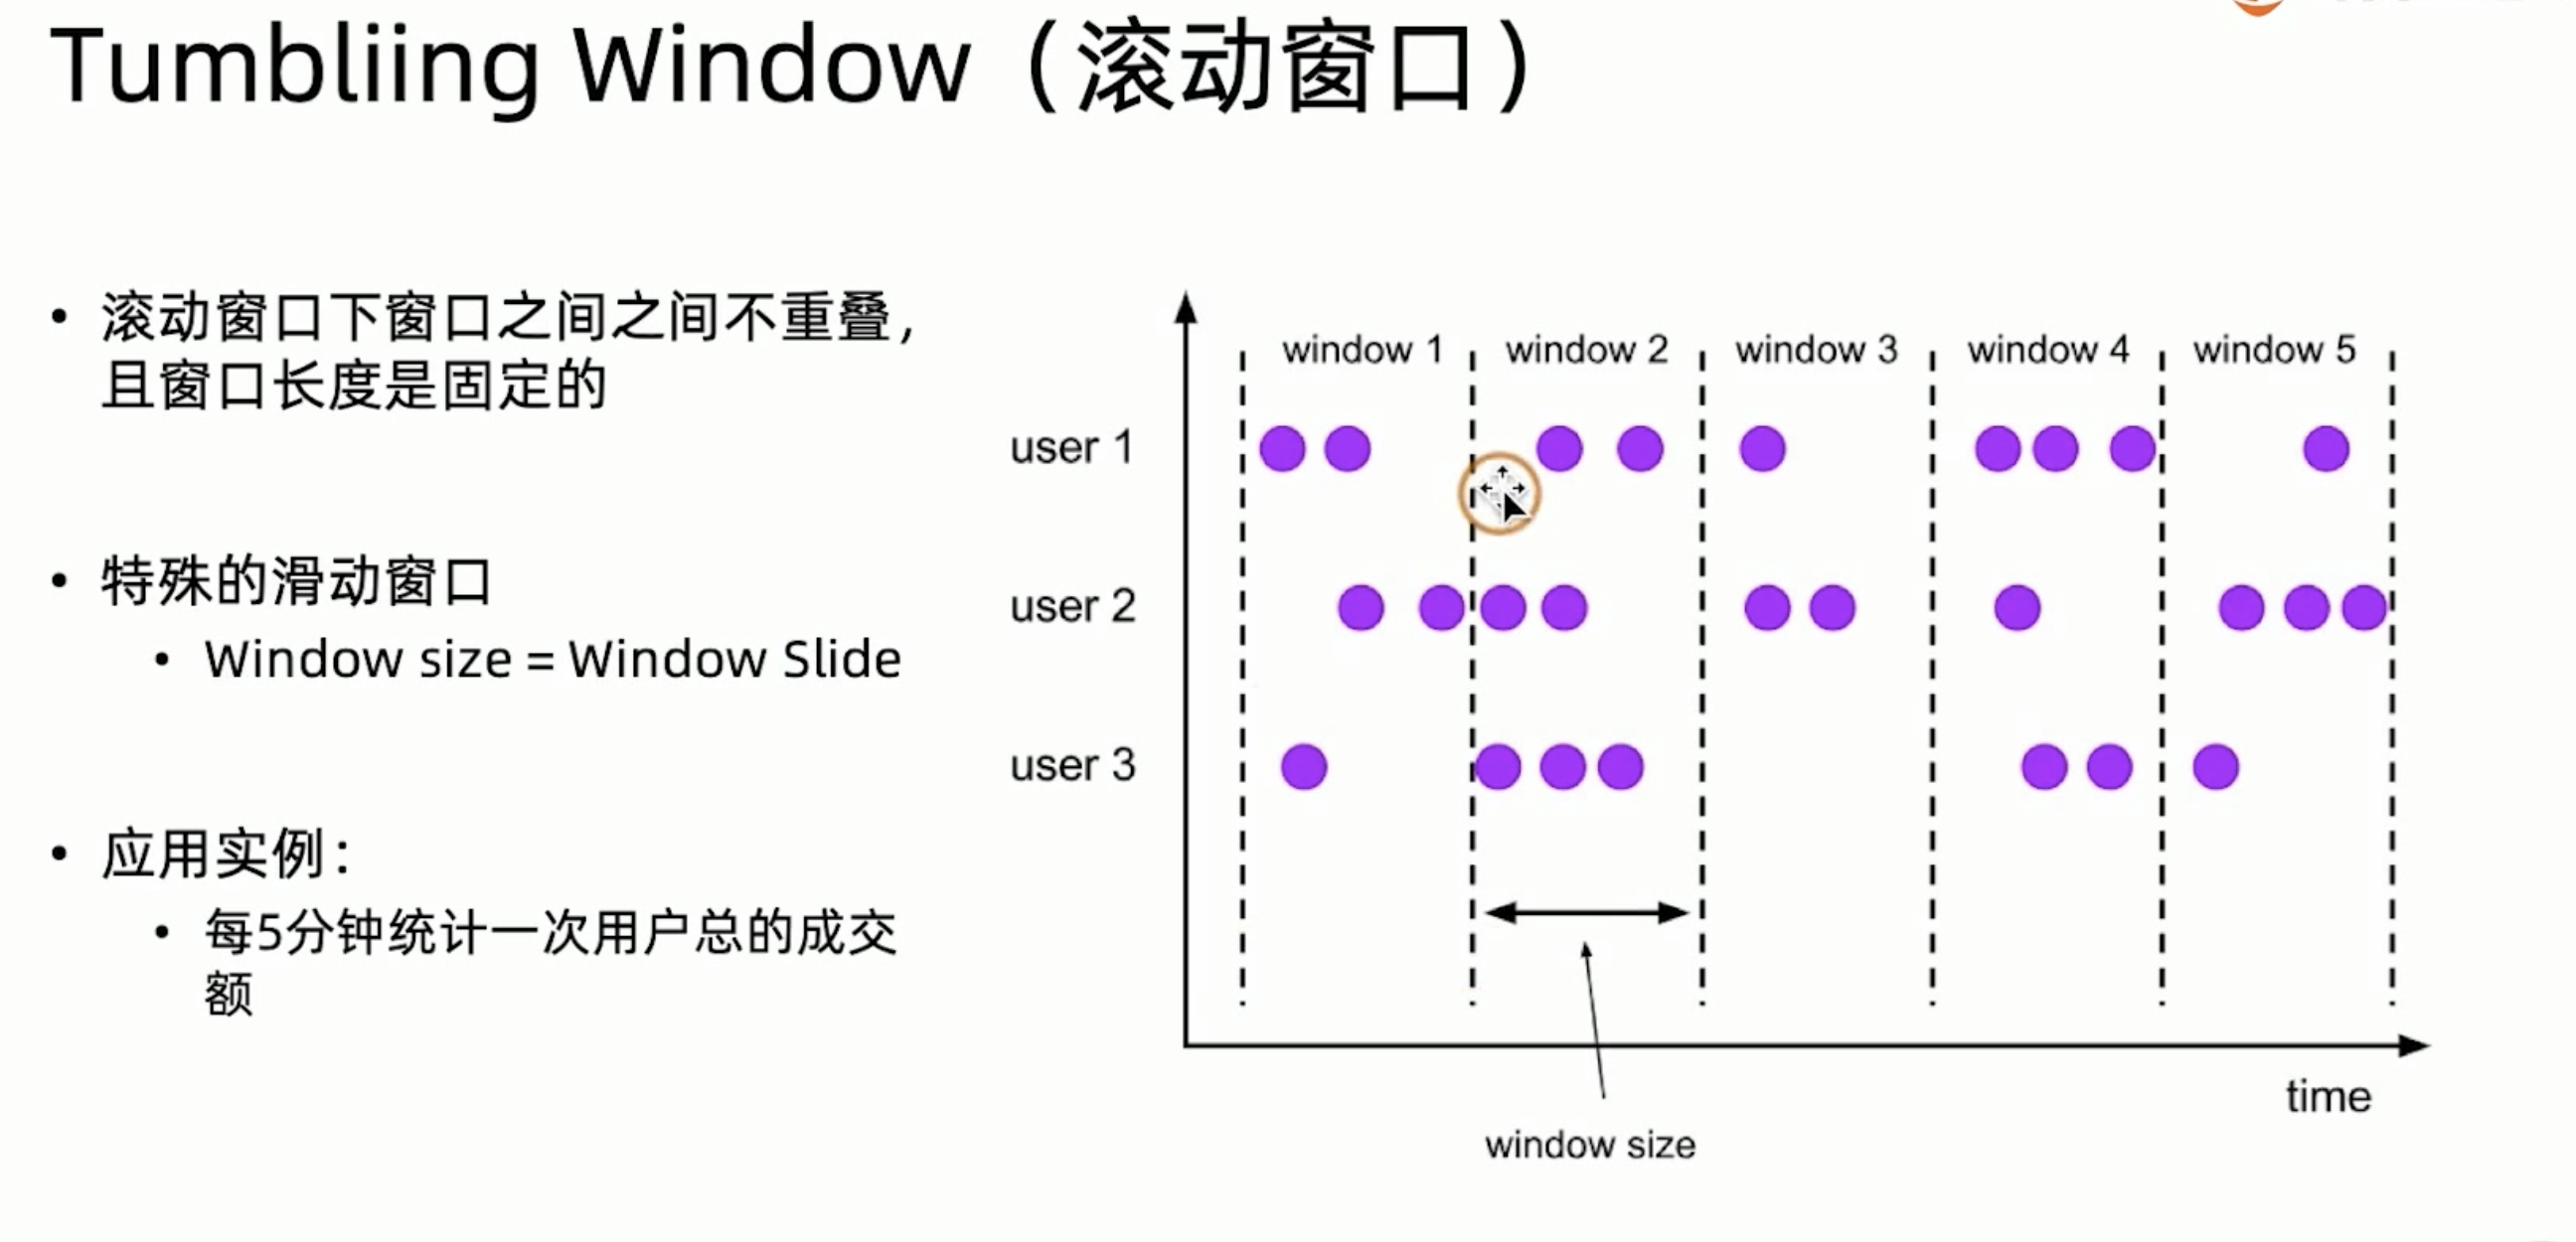 Tumbliing Window（滚动窗口）
• 滚动窗口下窗口之间之间不重叠，
且窗口长度是固定的
• 特殊的滑动窗口
• Window size = Window Slide
• 应用实例：
• 每5分钟统计一次用户总的成交
额
window 1 window 2 window 3 window 4 window 5
user 1
user 2
user 3
time
window size